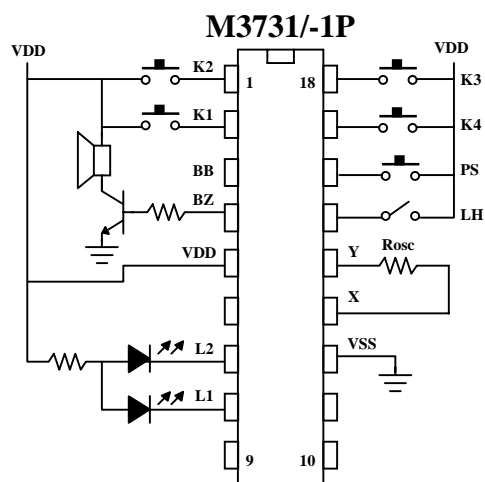 M3731/-1P
VDD
VDD
K2
1
18
K3
K1
K4
BB
PS
BZ
LH
VDD
Y
Rosc
X
L2
VSS
L1
9
10